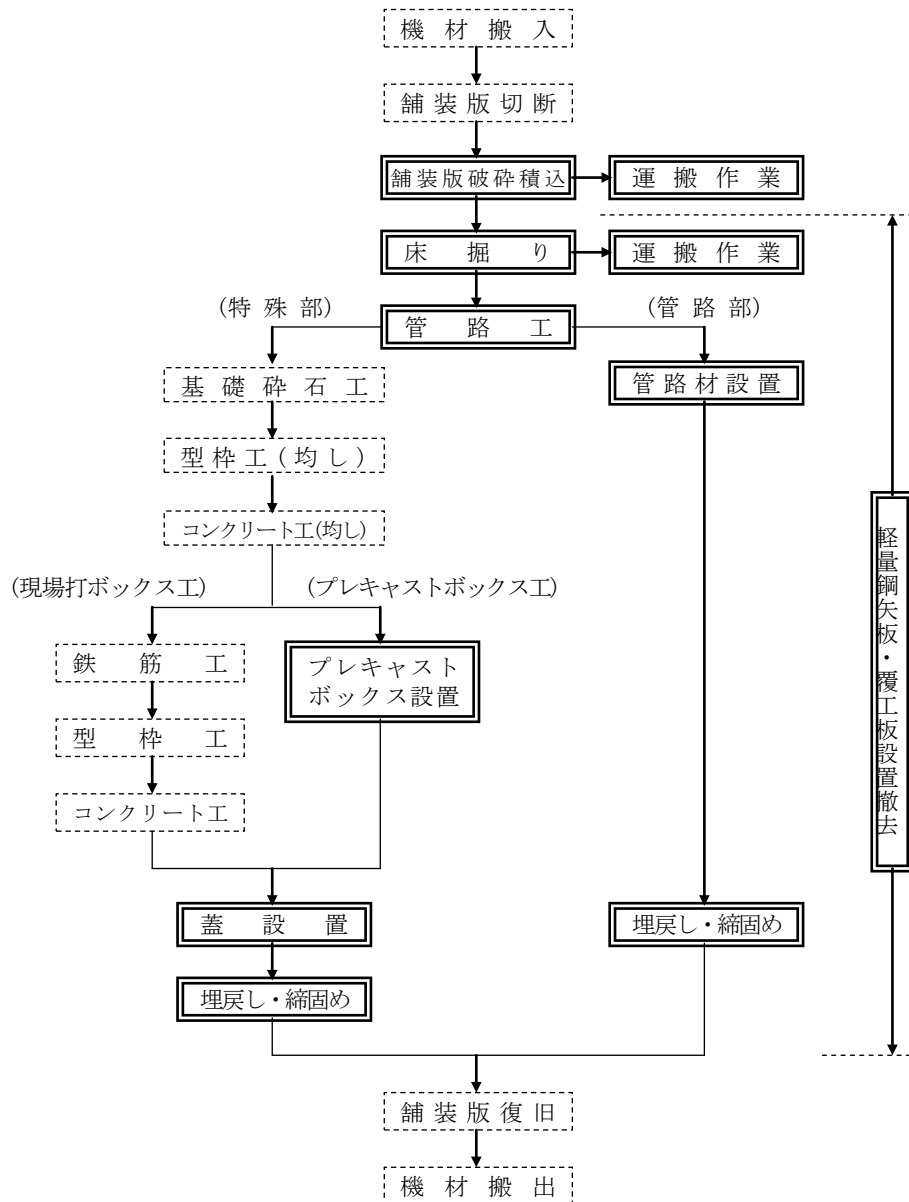 機材搬入
舗装版切断
舗装版破砕積込
運搬作業
床掘り
運搬作業
(特殊部)
管路工
(管路部)
基礎砕石工
管路材設置
型枠工(均し)
コンクリート工(均し)
(現場打ボックス工)
(プレキャストボックス工)
鉄筋工
プレキャスト
ボックス設置
型枠工
コンクリート工
軽量鋼矢板・覆工板設置撤去
蓋設置
埋戻し・締固め
埋戻し・締固め
舗装版復旧
機材搬出